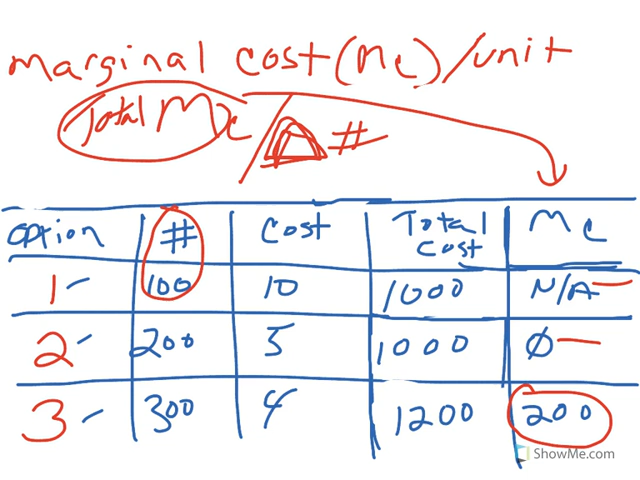 marginal cost (Mc)/unit
Total Mc / Δ #
option # Cost Total Cost Mc
1 100 10 1000 N/A
2 200 5 1000 Ø
3 300 4 1200 200
ShowMe.com